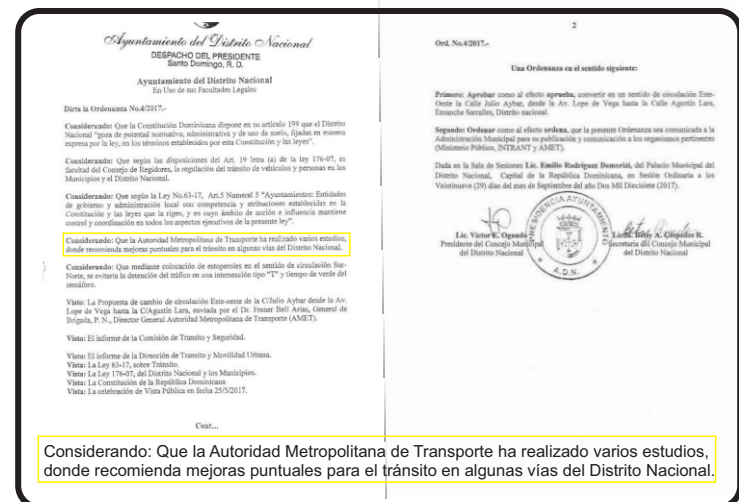 Ayuntamiento del Distrito Nacional
DESPACHO DEL PRESIDENTE
Santo Domingo, R. D.
Ayuntamiento del Distrito Nacional
En Uso de sus Facultades Legales
Dicta la Ordenanza No.4/2017.-
Considerando: Que la Constitución Dominicana dispone en su artículo 199 que el Distrito
Nacional "goza de potestad normativa, administrativa y de uso de suelo, fijadas en manera
expresa por la ley, en los términos establecidos por esta Constitución y las leyes".
Considerando: Que según las disposiciones del Art. 19 letra (a) de la ley 176-07, es
facultad del Concejo de Regidores, la regulación del tránsito de vehículos y personas en los
Municipios y el Distrito Nacional.
Considerando: Que según la Ley No.63-17, Art.5 Numeral 5 "Ayuntamientos: Entidades
de gobierno y administración local con competencia y atribuciones establecidas en la
Constitución y las leyes que la rigen, y en cuyo ámbito de acción e influencia mantiene
control y coordinación en todos los aspectos ejecutivos de la presente ley".
Considerando: Que la Autoridad Metropolitana de Transporte ha realizado varios estudios,
donde recomienda mejoras puntuales para el tránsito en algunas vías del Distrito Nacional.
Considerando: Que mediante colocación de estoperoles en el sentido de circulación Sur-
Norte, se evitaría la detención del tráfico en una intersección tipo "T" y tiempo de verde del
semáforo.
Visto: La Propuesta de cambio de circulación Este-oeste de la C/Julio Aybar desde la Av.
Lope de Vega hasta la C/Agustín Lara, enviada por el Dr. Frener Bell Arias, General de
Brigada, P. N., Director General Autoridad Metropolitana de Transporte (AMET).
Visto: El informe de la Comisión de Transito y Seguridad.
Visto: El informe de la Dirección de Transito y Movilidad Urbana.
Vista: La Ley 63-17, sobre Tránsito.
Vista: La Ley 176-07, del Distrito Nacional y los Municipios.
Vista: La Constitución de la República Dominicana
Vista: La celebración de Vista Pública en fecha 25/5/2017.
Cont...
2
Ord. No.4/2017.-
Una Ordenanza en el sentido siguiente:
Primero: Aprobar como al efecto aprueba, convertir en un sentido de circulación Este-
Oeste la Calle Julio Aybar, desde la Av. Lope de Vega hasta la Calle Agustín Lara,
Ensanche Serralles, Distrito nacional.
Segundo: Ordenar como al efecto ordena, que la presente Ordenanza sea comunicada a la
Administración Municipal para su publicación y comunicación a los organismos pertinentes
(Ministerio Público, INTRANT y AMET).
Dada en la Sala de Sesiones Lic. Emilio Rodríguez Demorizi, del Palacio Municipal del
Distrito Nacional, Capital de la República Dominicana, en Sesión Ordinaria a los
Veintinueve (29) días del mes de Septiembre del año Dos Mil Diecisiete (2017).
PRESIDENCIA AYUNTAMIENTO
A.D.N.
Lic. Víctor E. Ogando
Presidente del Concejo Municipal
del Distrito Nacional
A. Céspedes R.
Secretaria del Concejo Municipal
del Distrito Nacional
Considerando: Que la Autoridad Metropolitana de Transporte ha realizado varios estudios,
donde recomienda mejoras puntuales para el tránsito en algunas vías del Distrito Nacional.